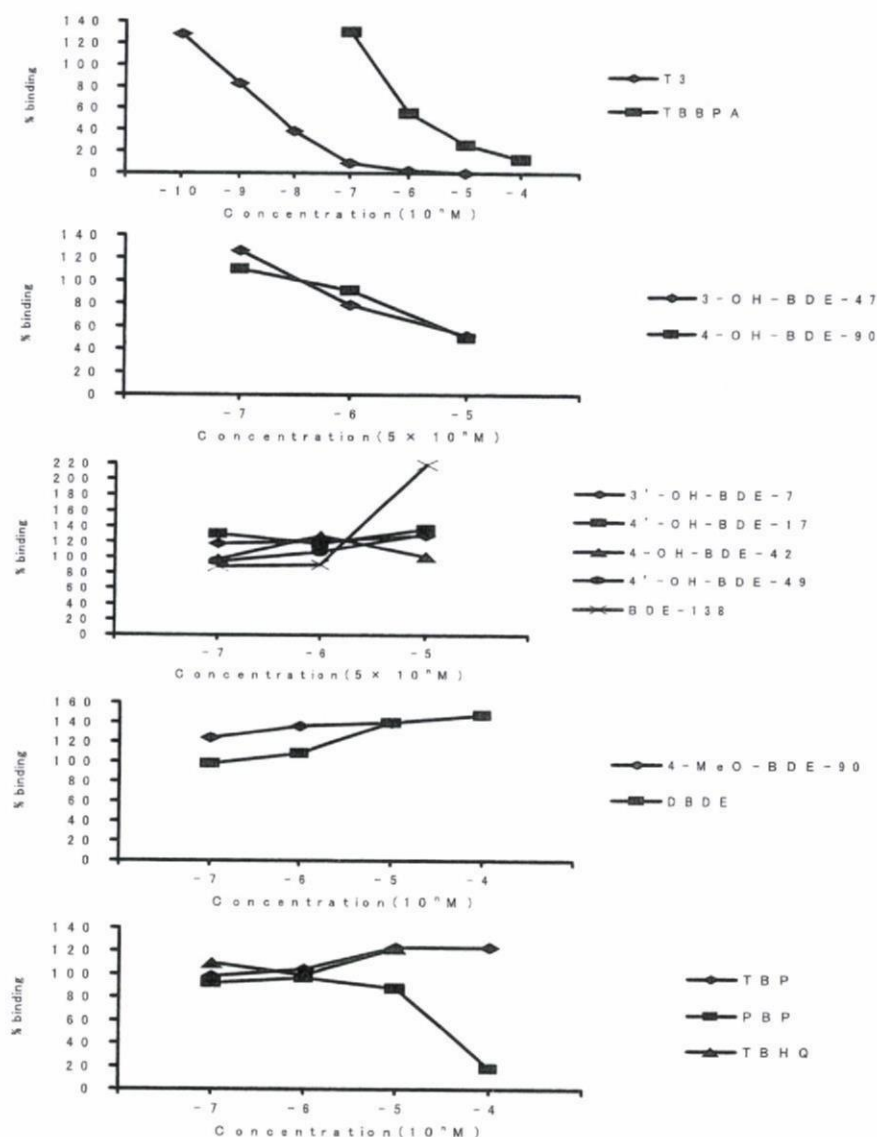 140
120
100
80
60
40
20
0
% binding
-10 -9 -8 -7 -6 -5 -4
Concentration(10ⁿM)
T3
TBBPA
140
120
100
80
60
40
20
0
% binding
-7 -6 -5
Concentration(5 × 10ⁿM)
3-OH-BDE-47
4-OH-BDE-90
220
200
180
160
140
120
100
80
60
40
20
0
% binding
-7 -6 -5
Concentration(5 × 10ⁿM)
3'-OH-BDE-7
4'-OH-BDE-17
4-OH-BDE-42
4'-OH-BDE-49
BDE-138
160
140
120
100
80
60
40
20
0
% binding
-7 -6 -5 -4
Concentration(10ⁿM)
4-MeO-BDE-90
DBDE
140
120
100
80
60
40
20
0
% binding
-7 -6 -5 -4
Concentration(10ⁿM)
TBP
PBP
TBHQ